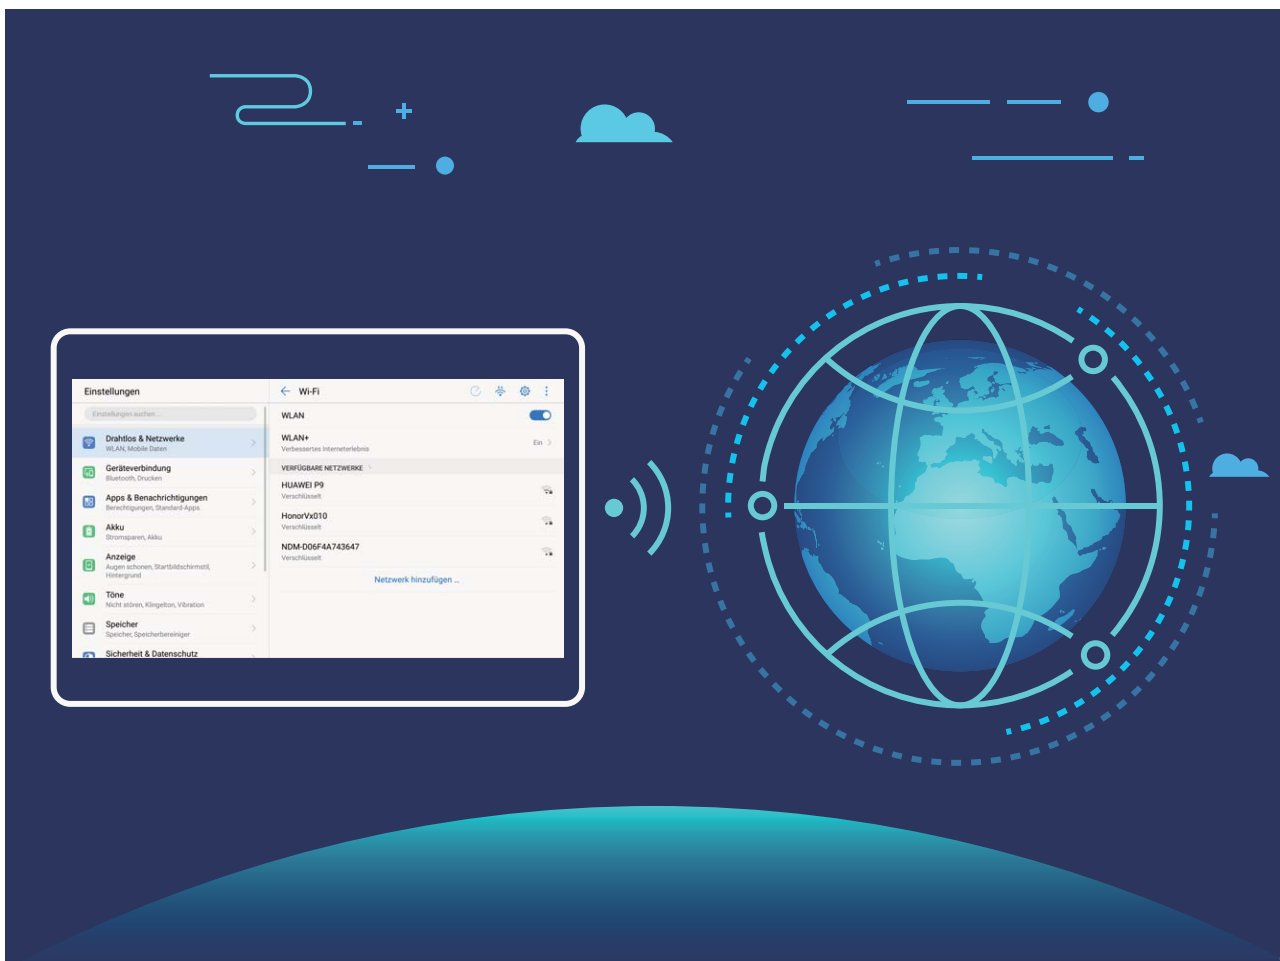 Einstellungen
Einstellungen suchen ...
Drahtlos & Netzwerke
WLAN, Mobile Daten
Geräteverbindung
Bluetooth, Drucken
Apps & Benachrichtigungen
Berechtigungen, Standard-Apps
Akku
Stromsparen, Akku
Anzeige
Augen schonen, Startbildschirmstil,
Hintergrund
Töne
Nicht stören, Klingelton, Vibration
Speicher
Speicher, Speicherbereiniger
Sicherheit & Datenschutz
Wi-Fi
WLAN
WLAN+
Verbessertes Interneterlebnis
Ein
VERFÜGBARE NETZWERKE
HUAWEI P9
Verschlüsselt
HonorVx010
Verschlüsselt
NDM-D06F4A743647
Verschlüsselt
Netzwerk hinzufügen ...